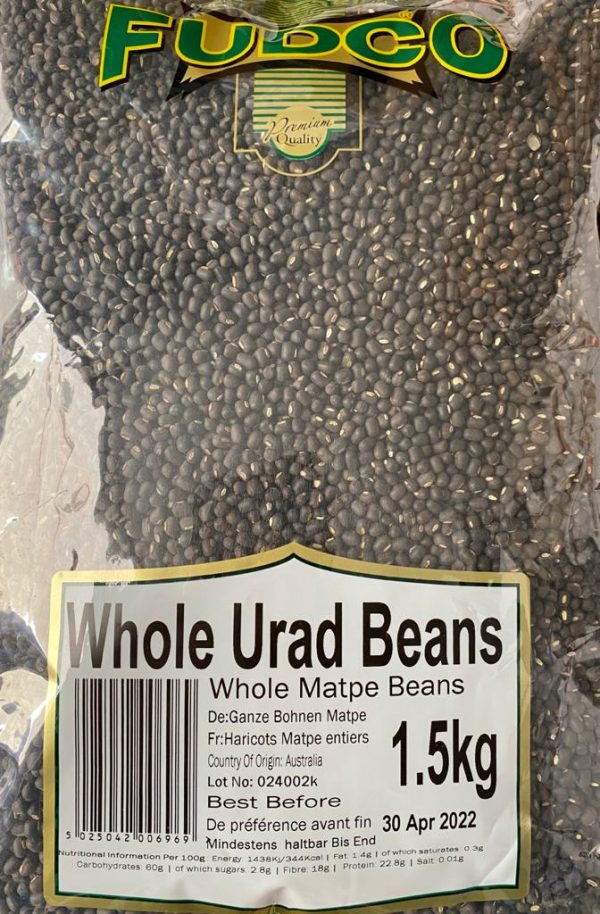 FUDCO®
Premium
Quality
Whole Urad Beans
Whole Matpe Beans
De:Ganze Bohnen Matpe
Fr:Haricots Matpe entiers
Country Of Origin: Australia
1.5kg
Lot No: 024002k
Best Before
De préférence avant fin 30 Apr 2022
Mindestens haltbar Bis End
5 025042 006969
Nutritional Information Per 100g: Energy: 1438Kj/344Kcal | Fat: 1.4g | of which saturates: 0.3g
Carbohydrates: 60g | of which sugars: 2.8g | Fibre: 18g | Protein: 22.8g | Salt: 0.01g